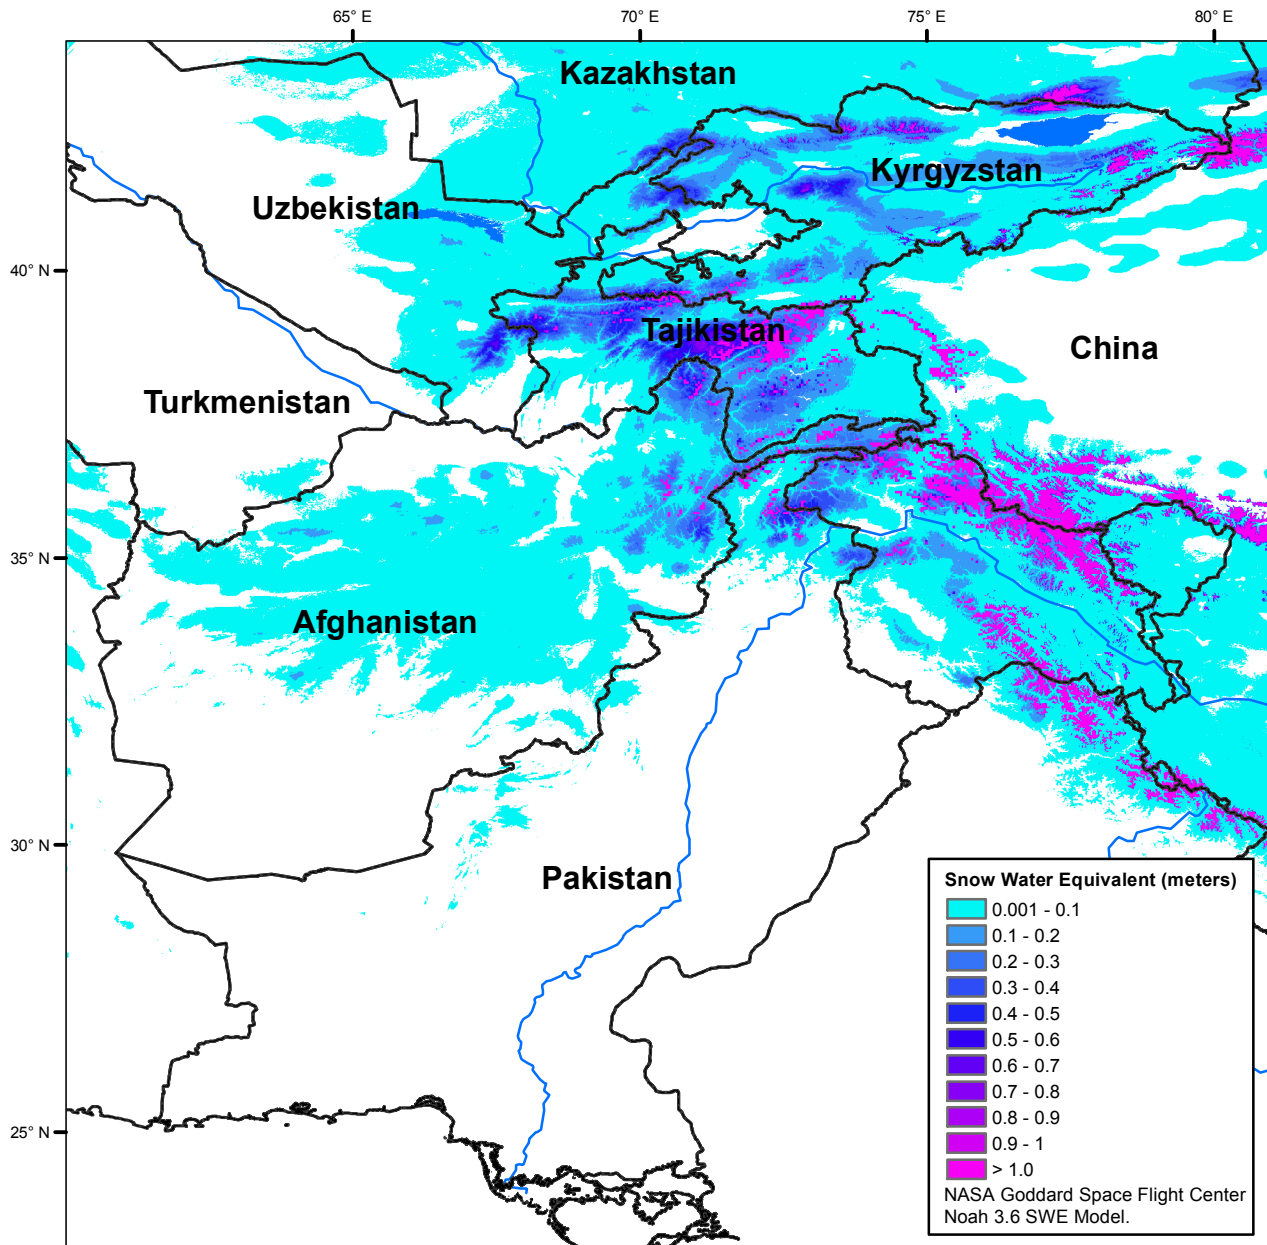 65° E
70° E
75° E
80° E
Kazakhstan
Kyrgyzstan
Uzbekistan
40° N
Tajikistan
China
Turkmenistan
35° N
Afghanistan
30° N
Pakistan
25° N
Snow Water Equivalent (meters)
0.001 - 0.1
0.1 - 0.2
0.2 - 0.3
0.3 - 0.4
0.4 - 0.5
0.5 - 0.6
0.6 - 0.7
0.7 - 0.8
0.8 - 0.9
0.9 - 1
> 1.0
NASA Goddard Space Flight Center
Noah 3.6 SWE Model.